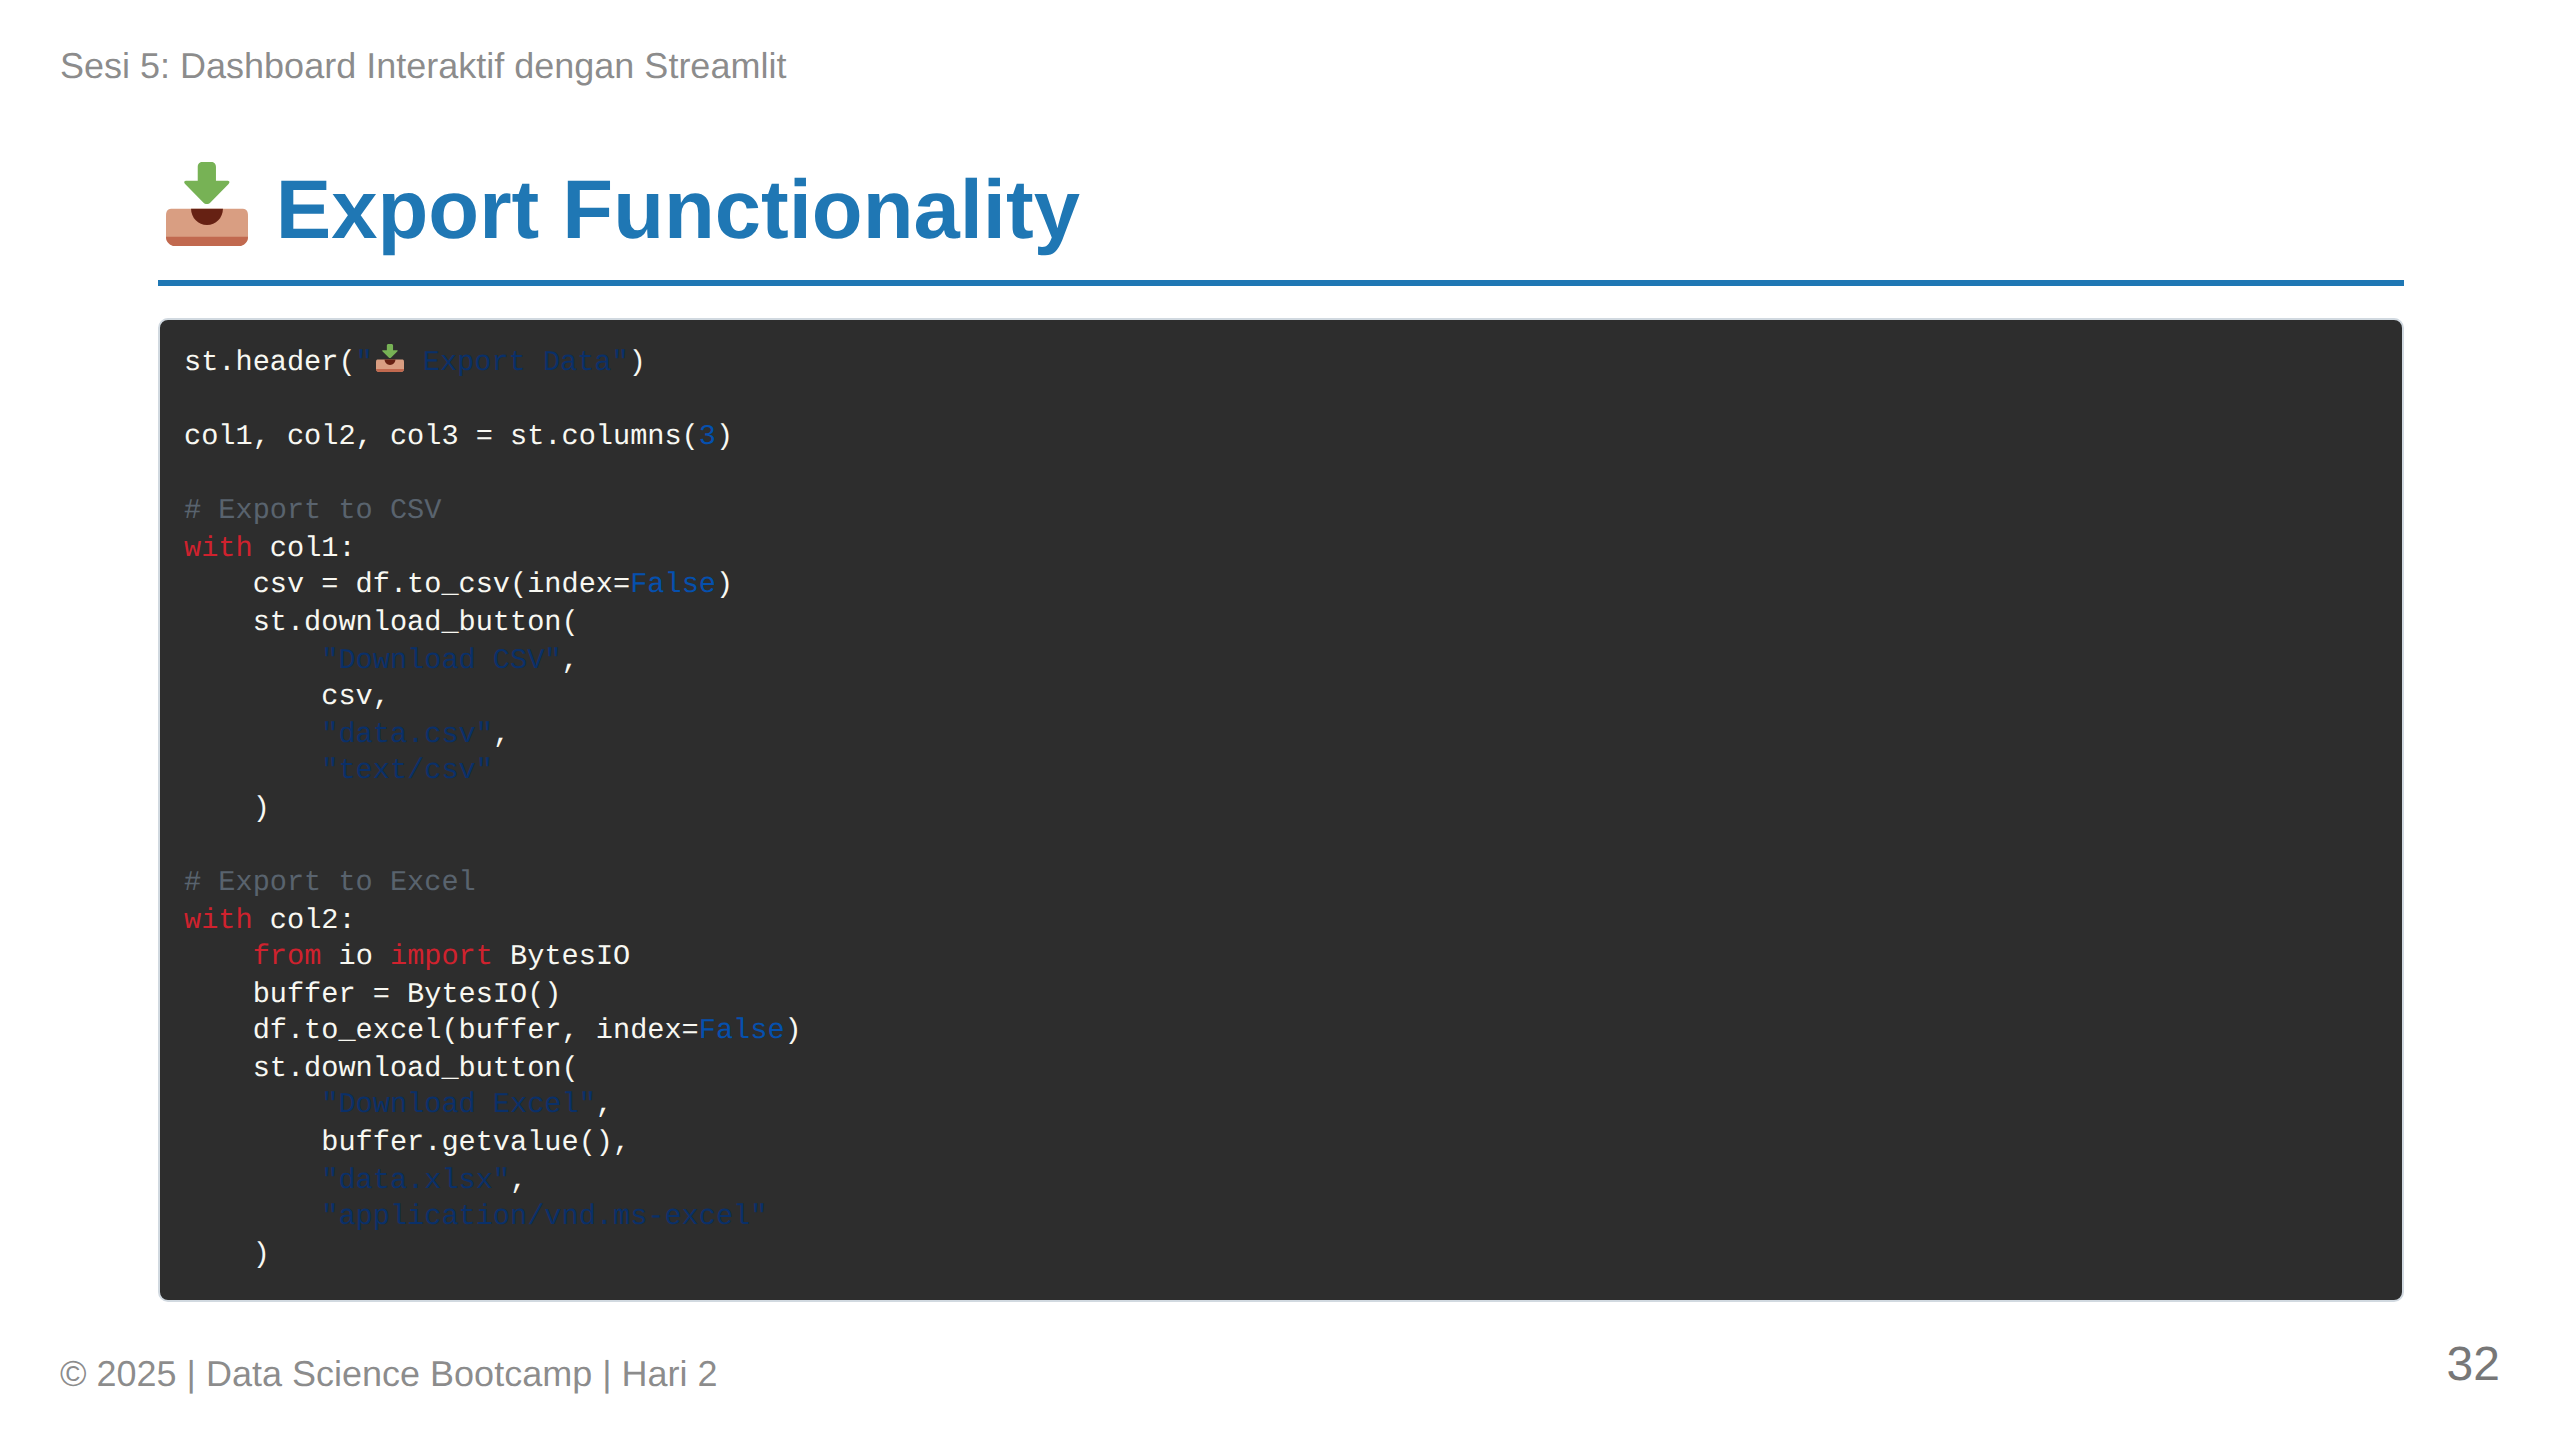 Sesi 5: Dashboard Interaktif dengan Streamlit
📥 Export Functionality
st.header("📥 Export Data")
col1, col2, col3 = st.columns(3)
# Export to CSV
with col1:
    csv = df.to_csv(index=False)
    st.download_button(
        "Download CSV",
        csv,
        "data.csv",
        "text/csv"
    )
# Export to Excel
with col2:
    from io import BytesIO
    buffer = BytesIO()
    df.to_excel(buffer, index=False)
    st.download_button(
        "Download Excel",
        buffer.getvalue(),
        "data.xlsx",
        "application/vnd.ms-excel"
    )
© 2025 | Data Science Bootcamp | Hari 2
32